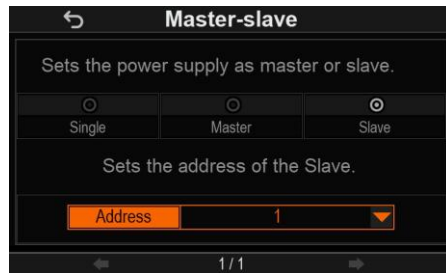 Master-slave
Sets the power supply as master or slave.
Single Master Slave
Sets the address of the Slave.
Address 1
1 / 1